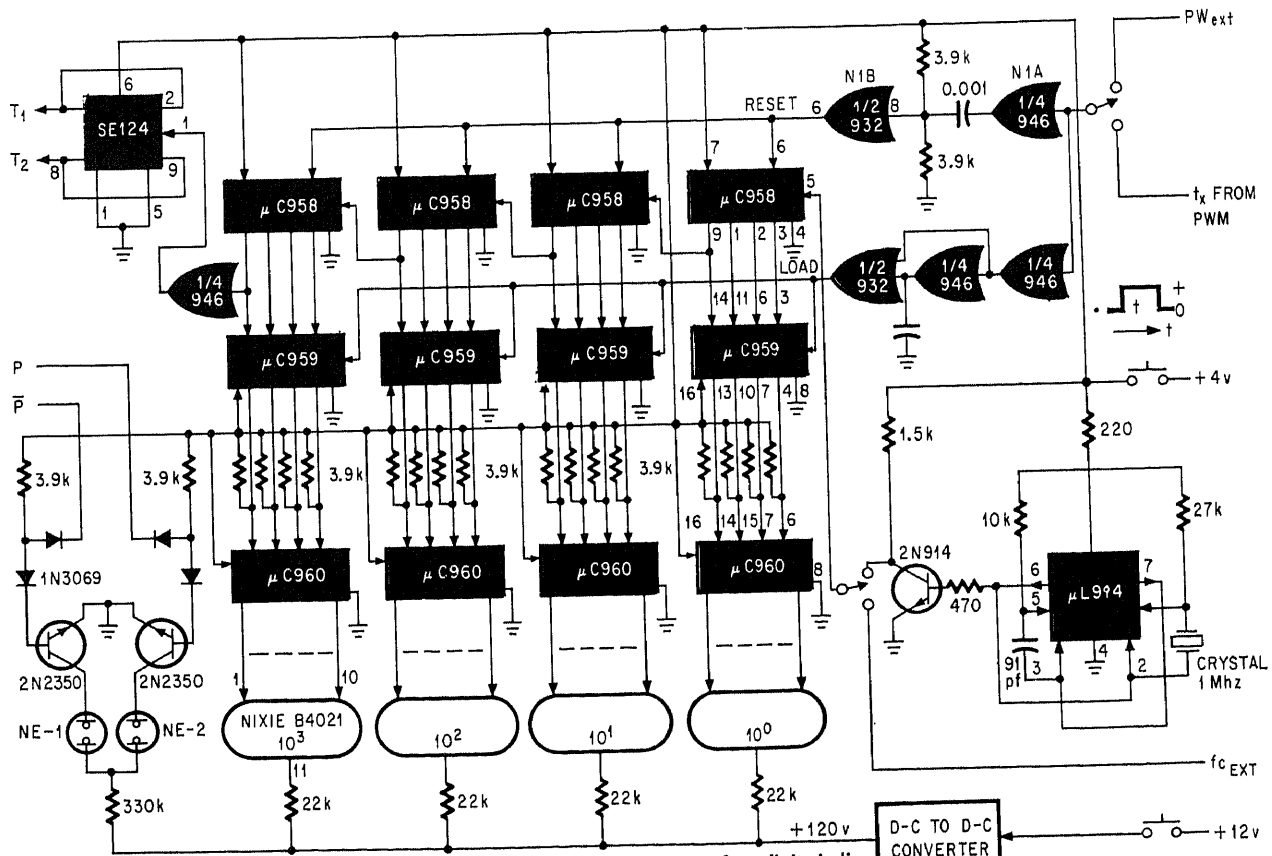 PWext
6
2
T1
1
SE124
T2
8
9
1
5
3.9k
N1B
0.001
N1A
RESET
6
1/2 932
8
1/4 946
3.9k
7
6
tx FROM PWM
μC958
μC958
μC958
μC958
5
9
1
2
3
4
LOAD
1/4 946
1/2 932
1/4 946
1/4 946
14
11
6
3
t
+
0
t
μC959
μC959
μC959
μC959
P
P̅
+4v
16
13
10
7
4
8
1.5k
220
3.9k
3.9k
3.9k
3.9k
3.9k
10k
27k
16
14
15
7
6
1N3069
μC960
μC960
μC960
μC960
8
2N914
470
6
5
μL994
7
91 pf
3
4
2
CRYSTAL 1 Mhz
2N2350
2N2350
1
10
NE-1
NE-2
NIXIE B4021
10³
10²
10¹
10⁰
11
fcEXT
330k
22k
22k
22k
22k
+120v
D-C TO D-C
CONVERTER
+12v